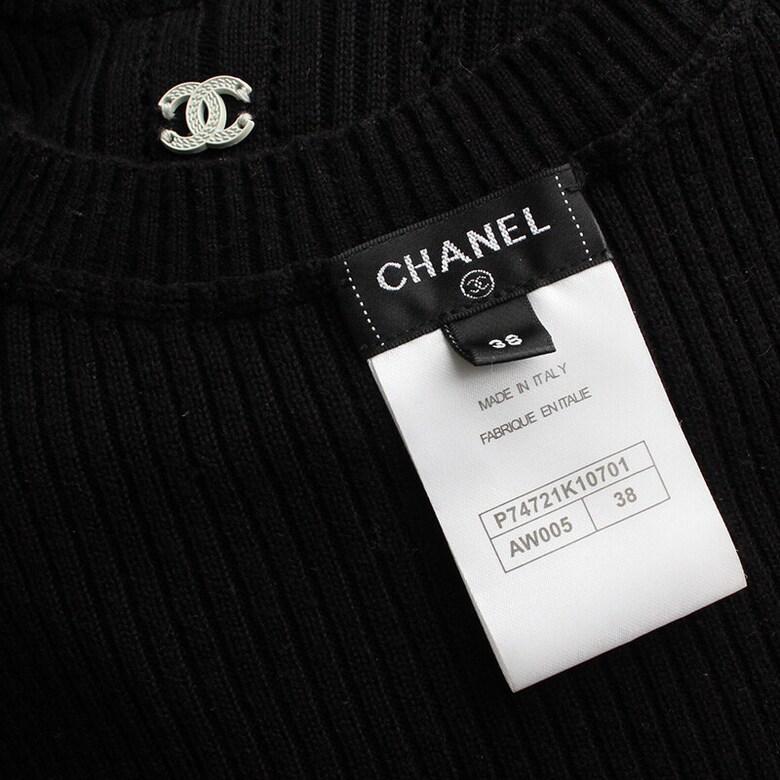 CHANEL
38
MADE IN ITALY
FABRIQUE EN ITALIE
P74721K10701
AW005 38